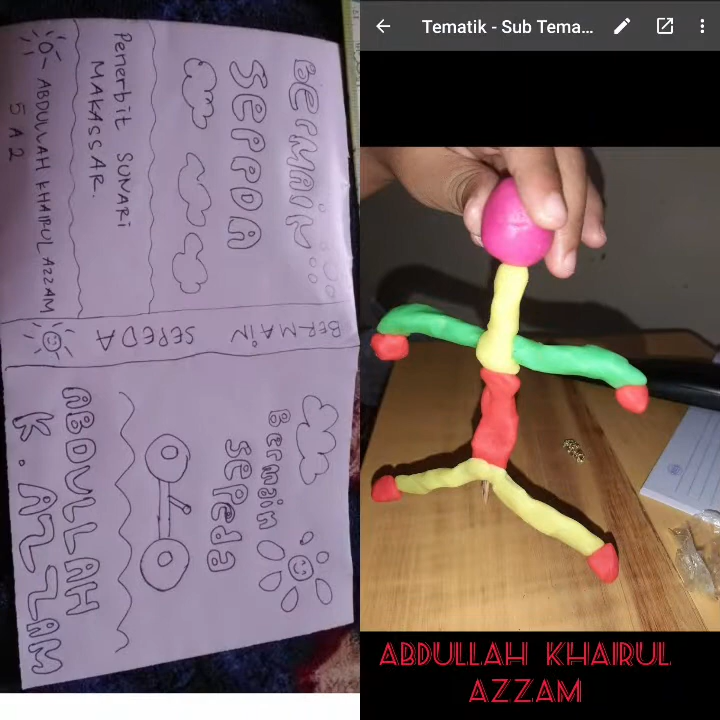 BERMAIN
SEPEDA
Penerbit SUNARI
MAKASSAR.
ABDULLAH KHAIRUL AZZAM
5 A 2
BERMAIN SEPEDA
Bermain
sepeda
ABDULLAH
K. AZZAM
Tematik - Sub Tema...
ABDULLAH KHAIRUL
AZZAM